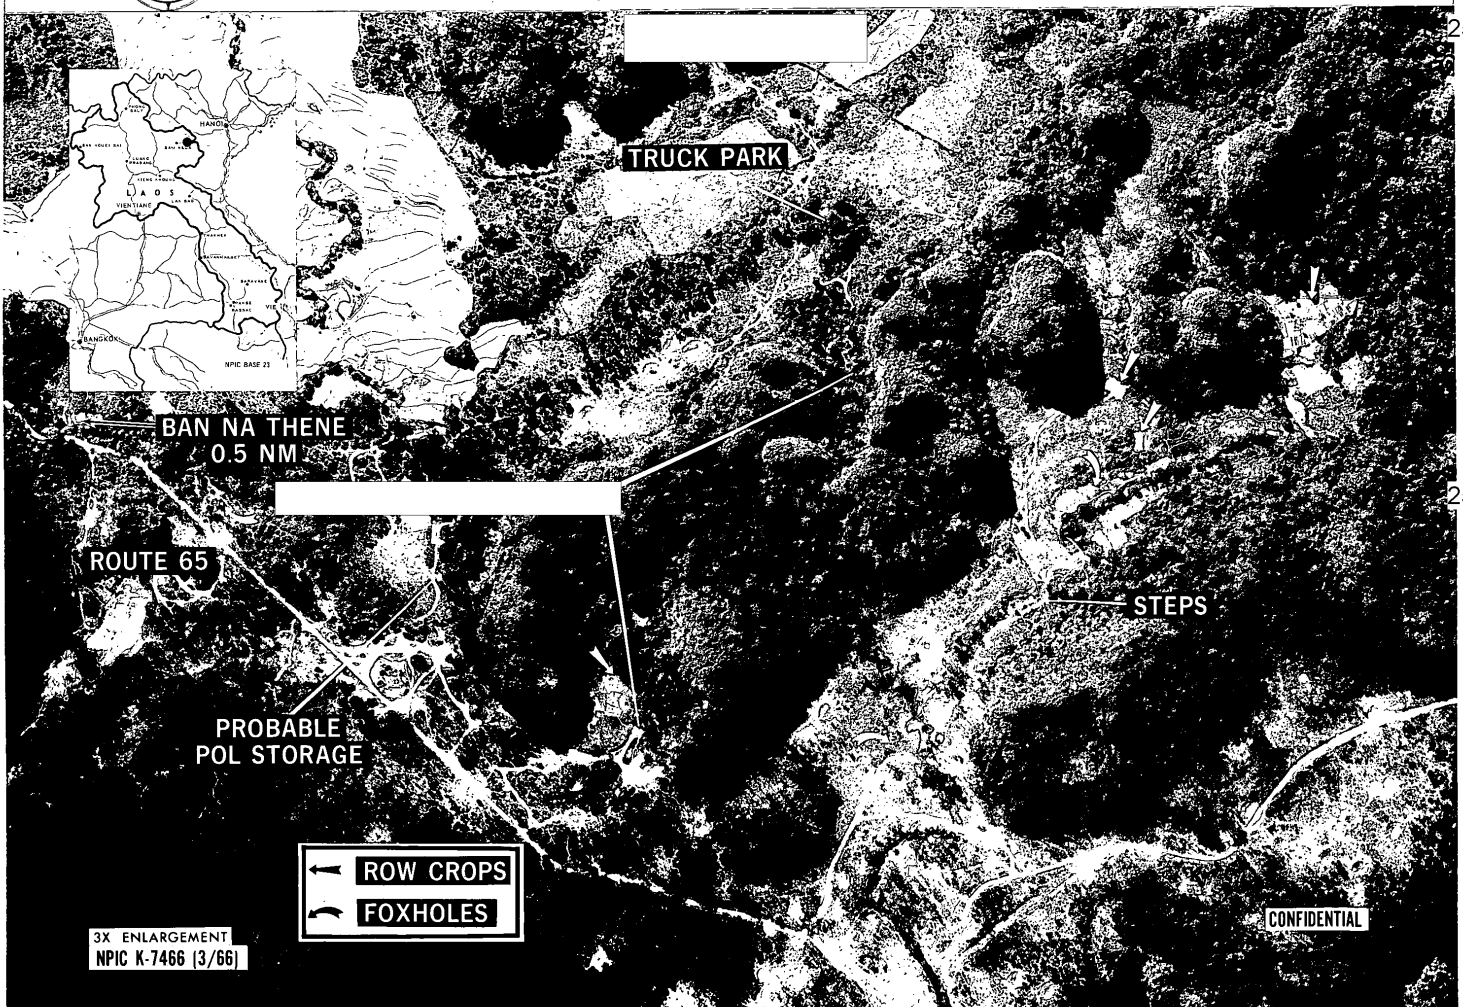 TRUCK PARK
HANOI
LUANG
LAOS
VIENTIANE
BANGKOK
NPIC BASE 23
BAN NA THENE
0.5 NM
ROUTE 65
STEPS
PROBABLE
POL STORAGE
ROW CROPS
FOXHOLES
CONFIDENTIAL
3X ENLARGEMENT
NPIC K-7466 (3/66)